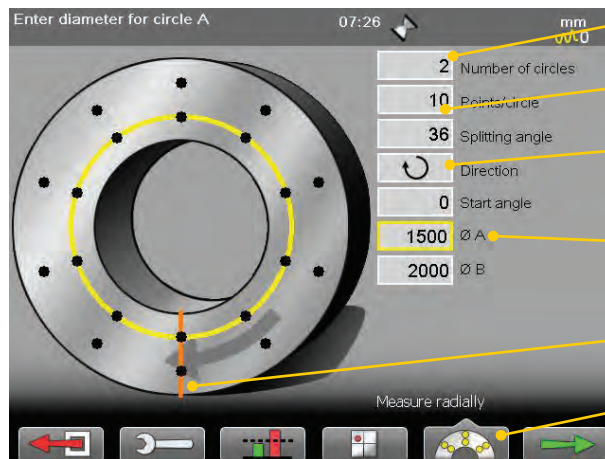 Enter diameter for circle A 07:26 mm
0
2 Number of circles
10 Points/circle
36 Splitting angle
Direction
0 Start angle
1500 Ø A
2000 Ø B
Measure radially